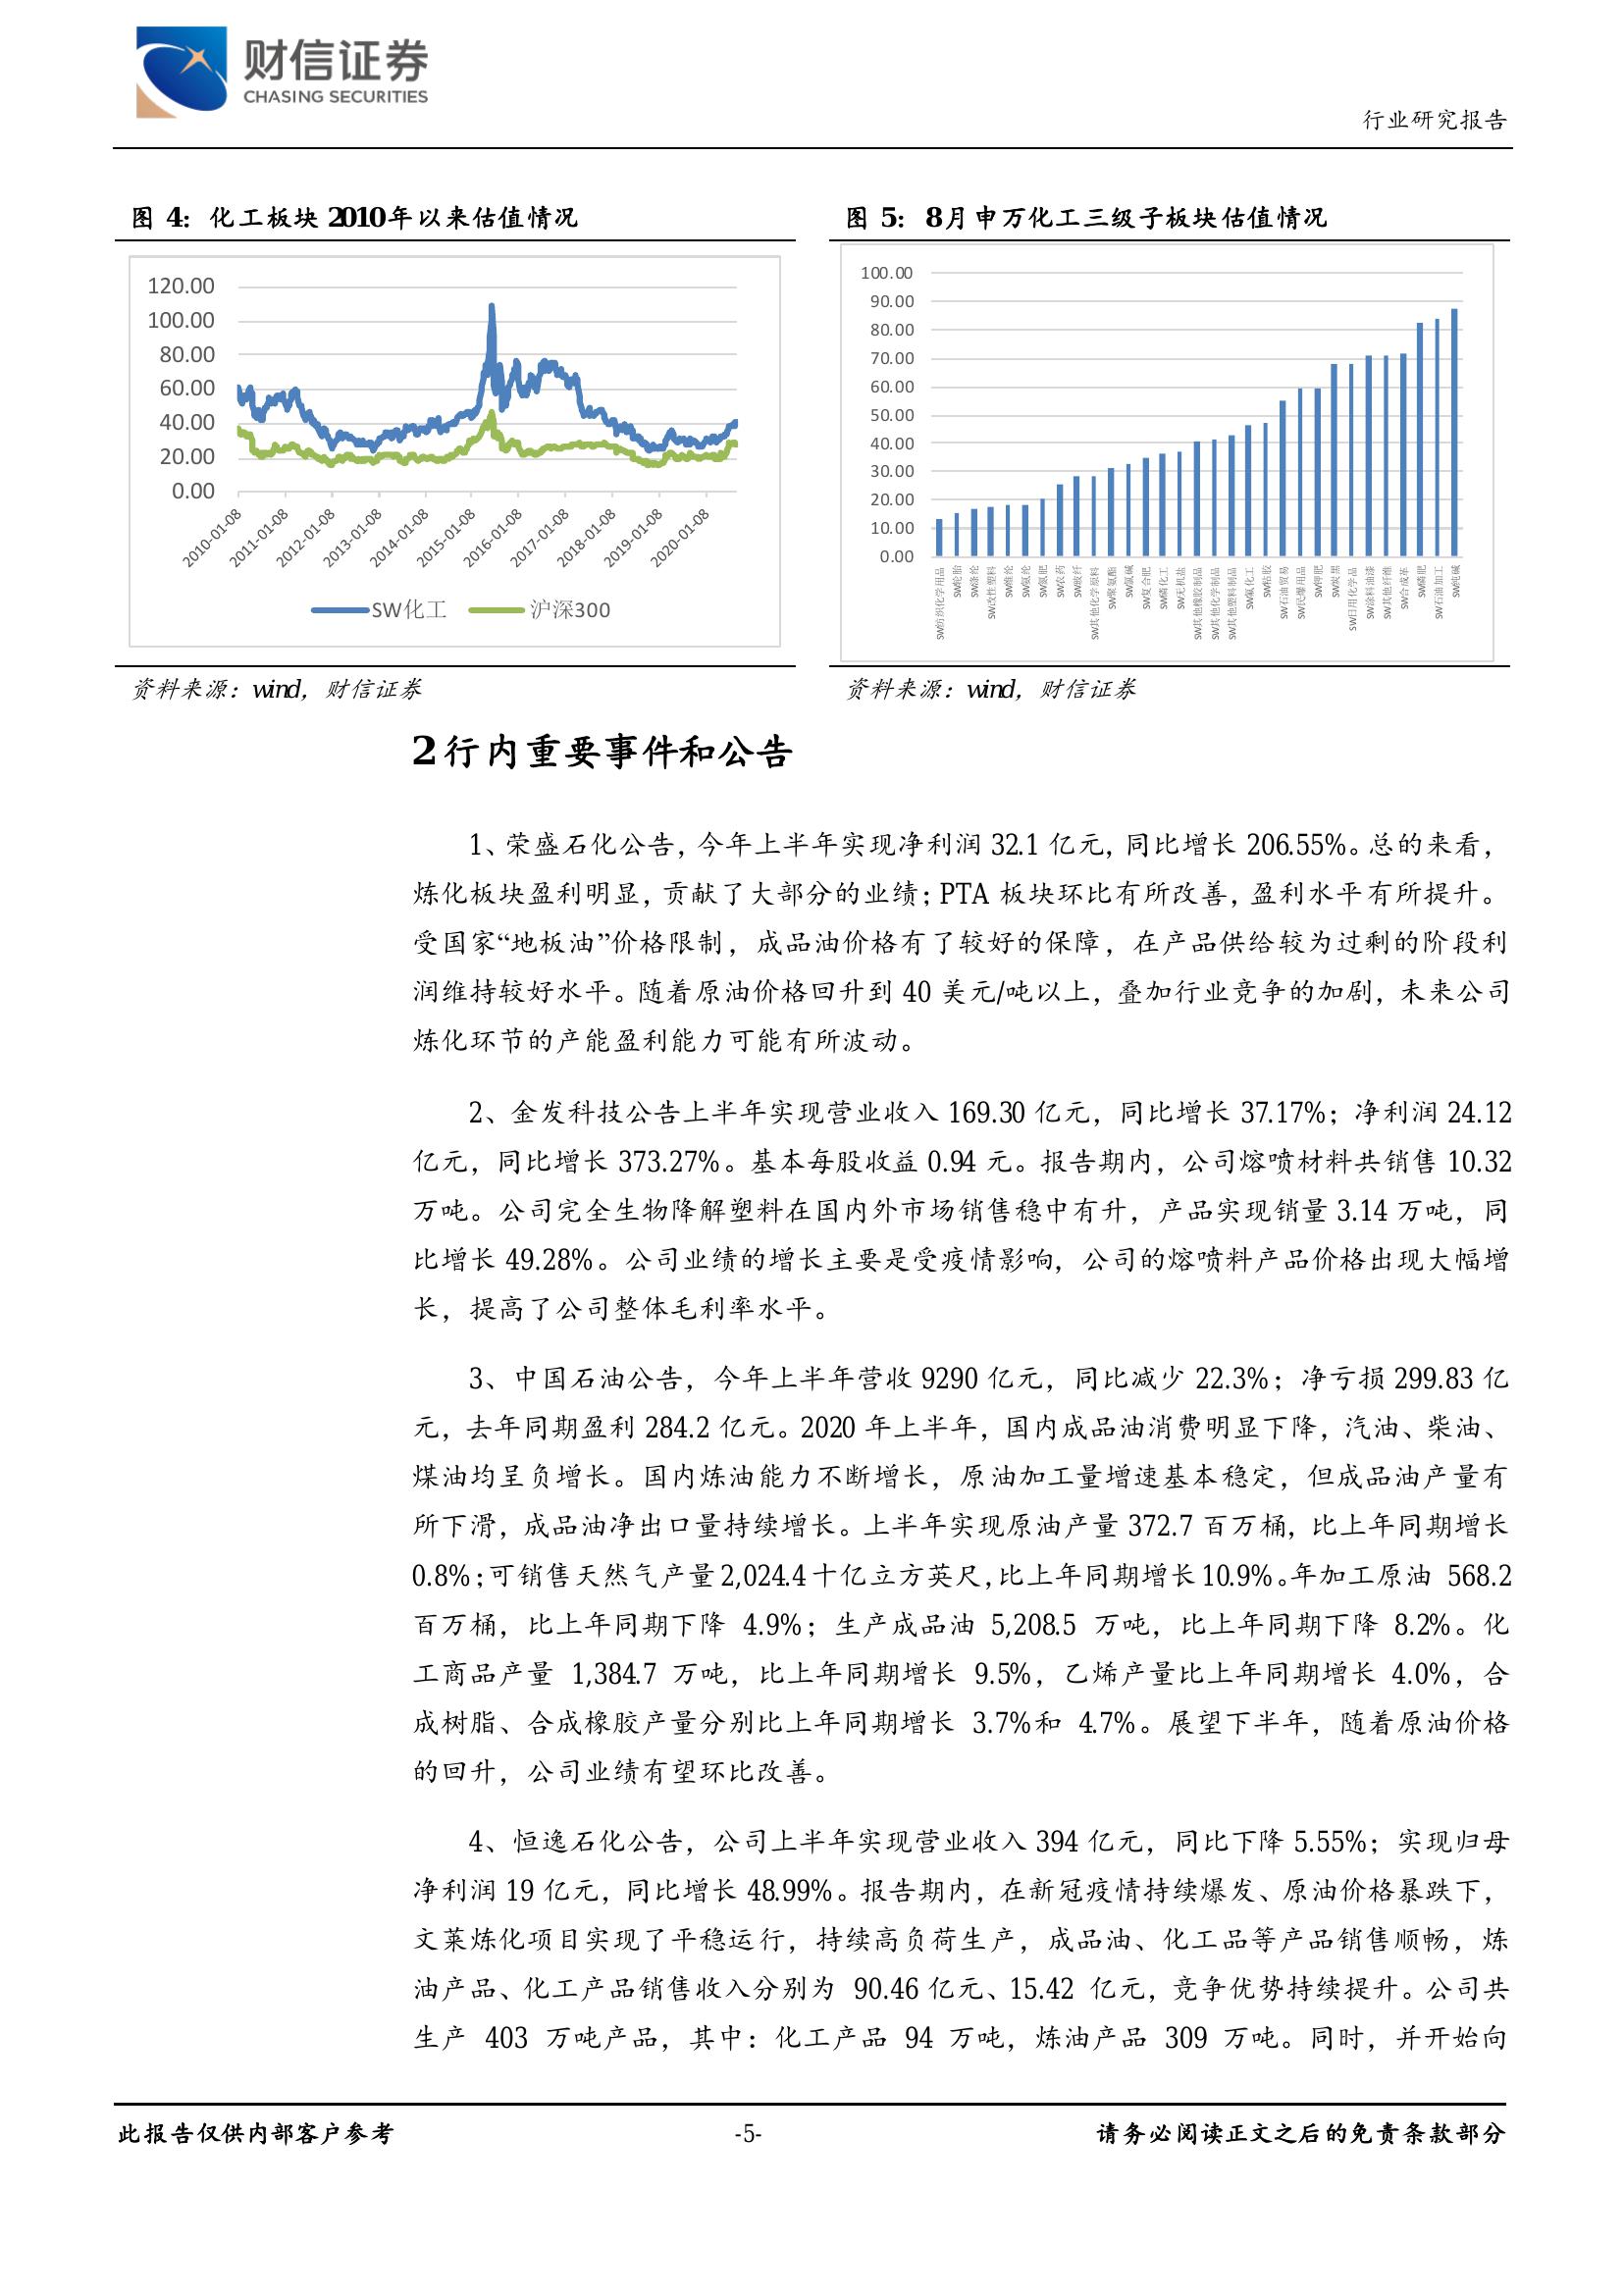 财信证券
CHASING SECURITIES
行业研究报告
图 4：化工板块 2010年以来估值情况
120.00
100.00
80.00
60.00
40.00
20.00
0.00
2010-01-08
2011-01-08
2012-01-08
2013-01-08
2014-01-08
2015-01-08
2016-01-08
2017-01-08
2018-01-08
2019-01-08
2020-01-08
SW化工
沪深300
资料来源：wind，财信证券
图 5：8月申万化工三级子板块估值情况
100.00
90.00
80.00
70.00
60.00
50.00
40.00
30.00
20.00
10.00
0.00
SW纺织化学用品
SW轮胎
SW涤纶
SW改性塑料
SW维纶
SW氨纶
SW氮肥
SW农药
SW玻纤
SW其他化学原料
SW聚氨酯
SW氯碱
SW复合肥
SW磷化工
SW无机盐
SW其他橡胶制品
SW其他化学制品
SW其他塑料制品
SW氟化工
SW粘胶
SW石油贸易
SW民爆用品
SW钾肥
SW炭黑
SW日用化学品
SW涂料油漆
SW其他纤维
SW合成革
SW磷肥
SW石油加工
SW纯碱
资料来源：wind，财信证券
2 行内重要事件和公告
1、荣盛石化公告，今年上半年实现净利润 32.1 亿元，同比增长 206.55%。总的来看，
炼化板块盈利明显，贡献了大部分的业绩；PTA 板块环比有所改善，盈利水平有所提升。
受国家“地板油”价格限制，成品油价格有了较好的保障，在产品供给较为过剩的阶段利
润维持较好水平。随着原油价格回升到 40 美元/吨以上，叠加行业竞争的加剧，未来公司
炼化环节的产能盈利能力可能有所波动。
2、金发科技公告上半年实现营业收入 169.30 亿元，同比增长 37.17%；净利润 24.12
亿元，同比增长 373.27%。基本每股收益 0.94 元。报告期内，公司熔喷材料共销售 10.32
万吨。公司完全生物降解塑料在国内外市场销售稳中有升，产品实现销量 3.14 万吨，同
比增长 49.28%。公司业绩的增长主要是受疫情影响，公司的熔喷料产品价格出现大幅增
长，提高了公司整体毛利率水平。
3、中国石油公告，今年上半年营收 9290 亿元，同比减少 22.3%；净亏损 299.83 亿
元，去年同期盈利 284.2 亿元。2020 年上半年，国内成品油消费明显下降，汽油、柴油、
煤油均呈负增长。国内炼油能力不断增长，原油加工量增速基本稳定，但成品油产量有
所下滑，成品油净出口量持续增长。上半年实现原油产量 372.7 百万桶，比上年同期增长
0.8%；可销售天然气产量 2,024.4 十亿立方英尺，比上年同期增长 10.9%。年加工原油 568.2
百万桶，比上年同期下降 4.9%；生产成品油 5,208.5 万吨，比上年同期下降 8.2%。化
工商品产量 1,384.7 万吨，比上年同期增长 9.5%，乙烯产量比上年同期增长 4.0%，合
成树脂、合成橡胶产量分别比上年同期增长 3.7%和 4.7%。展望下半年，随着原油价格
的回升，公司业绩有望环比改善。
4、恒逸石化公告，公司上半年实现营业收入 394 亿元，同比下降 5.55%；实现归母
净利润 19 亿元，同比增长 48.99%。报告期内，在新冠疫情持续爆发、原油价格暴跌下，
文莱炼化项目实现了平稳运行，持续高负荷生产，成品油、化工品等产品销售顺畅，炼
油产品、化工产品销售收入分别为 90.46 亿元、15.42 亿元，竞争优势持续提升。公司共
生产 403 万吨产品，其中：化工产品 94 万吨，炼油产品 309 万吨。同时，并开始向
此报告仅供内部客户参考
-5-
请务必阅读正文之后的免责条款部分